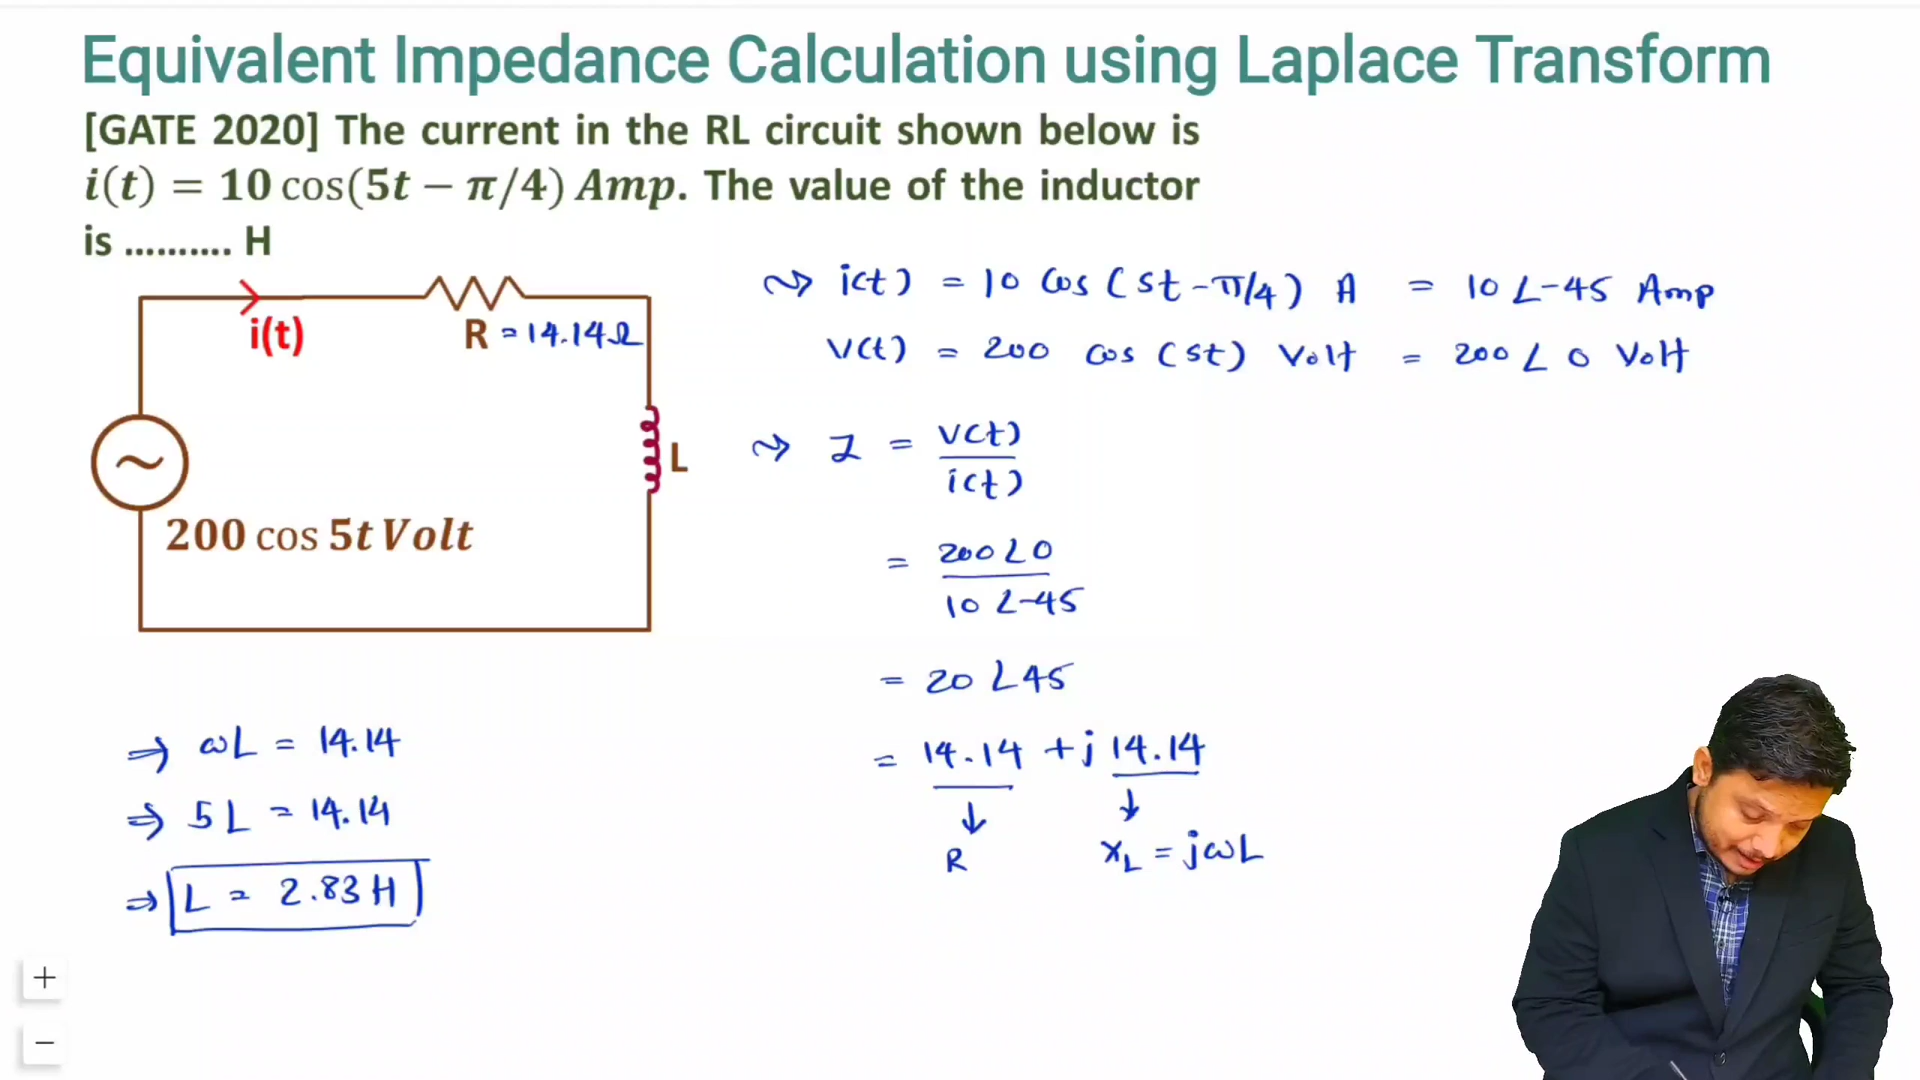 Equivalent Impedance Calculation using Laplace Transform
[GATE 2020] The current in the RL circuit shown below is
i(t) = 10 cos(5t − π/4) Amp. The value of the inductor
is .......... H
i(t)
R = 14.14Ω
L
200 cos 5t Volt
i(t) = 10 cos (5t - π/4) A = 10 ∠-45 Amp
V(t) = 200 cos (5t) Volt = 200 ∠ 0 Volt
Z = V(t)
i(t)
= 200 ∠0
10 ∠-45
= 20 ∠45
= 14.14 + j 14.14
↓ ↓
R XL = jωL
⇒ ωL = 14.14
⇒ 5L = 14.14
⇒ L = 2.83 H
+
−